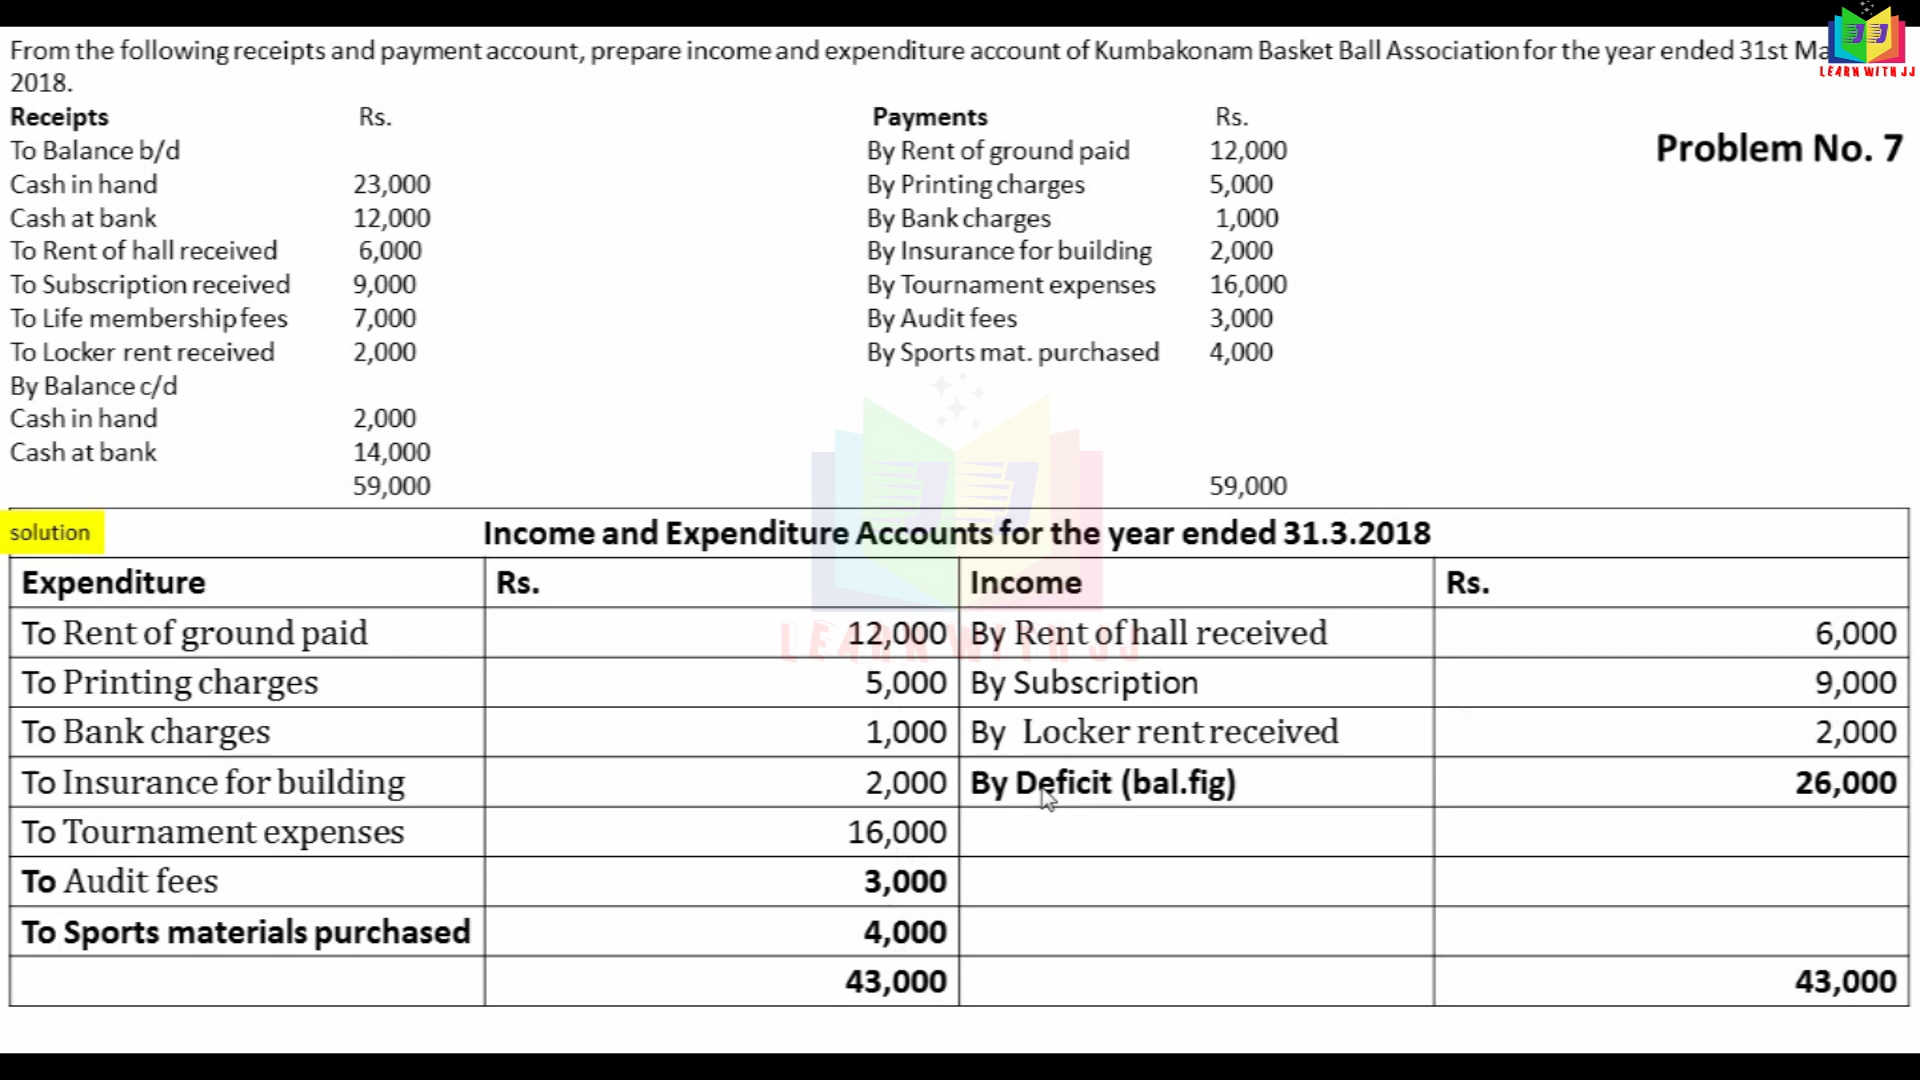 From the following receipts and payment account, prepare income and expenditure account of Kumbakonam Basket Ball Association for the year ended 31st
2018.
LEARN WITH JJ
Problem No. 7
Receipts Rs. Payments Rs.
To Balance b/d By Rent of ground paid 12,000
Cash in hand 23,000 By Printing charges 5,000
Cash at bank 12,000 By Bank charges 1,000
To Rent of hall received 6,000 By Insurance for building 2,000
To Subscription received 9,000 By Tournament expenses 16,000
To Life membership fees 7,000 By Audit fees 3,000
To Locker rent received 2,000 By Sports mat. purchased 4,000
By Balance c/d
Cash in hand 2,000
Cash at bank 14,000
59,000 59,000
solution Income and Expenditure Accounts for the year ended 31.3.2018
Expenditure Rs. Income Rs.
To Rent of ground paid 12,000 By Rent of hall received 6,000
LEARN WITH JJ
To Printing charges 5,000 By Subscription 9,000
To Bank charges 1,000 By Locker rent received 2,000
To Insurance for building 2,000 By Deficit (bal.fig) 26,000
To Tournament expenses 16,000
To Audit fees 3,000
To Sports materials purchased 4,000
43,000 43,000